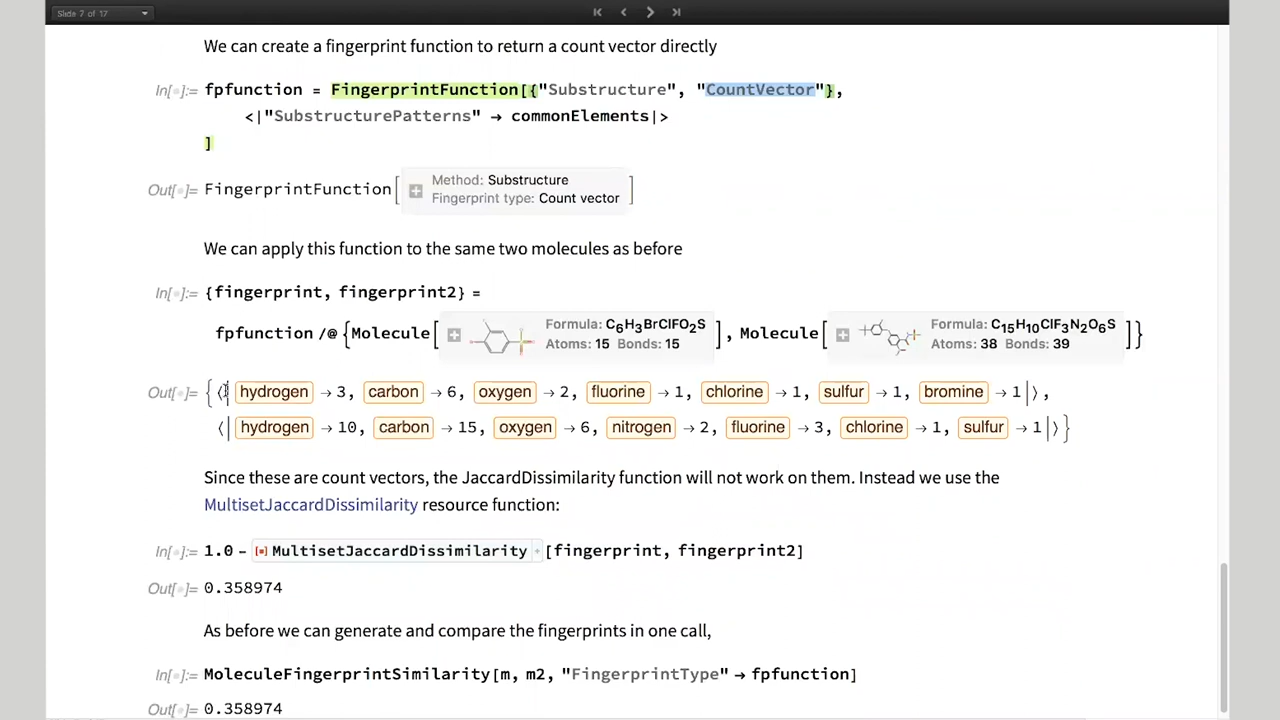 Slide 7 of 17
We can create a fingerprint function to return a count vector directly
In[ ]:= fpfunction = FingerprintFunction[{"Substructure", "CountVector"},
<|"SubstructurePatterns" → commonElements|>
]
Out[ ]= FingerprintFunction[ Method: Substructure
Fingerprint type: Count vector ]
We can apply this function to the same two molecules as before
In[ ]:= {fingerprint, fingerprint2} =
fpfunction /@ {Molecule[ Formula: C₆H₃BrClFO₂S Atoms: 15 Bonds: 15 ], Molecule[ Formula: C₁₅H₁₀ClF₃N₂O₆S Atoms: 38 Bonds: 39 ]}
Out[ ]= {<| hydrogen → 3, carbon → 6, oxygen → 2, fluorine → 1, chlorine → 1, sulfur → 1, bromine → 1 |>,
<| hydrogen → 10, carbon → 15, oxygen → 6, nitrogen → 2, fluorine → 3, chlorine → 1, sulfur → 1 |>}
Since these are count vectors, the JaccardDissimilarity function will not work on them. Instead we use the
MultisetJaccardDissimilarity resource function:
In[ ]:= 1.0 - MultisetJaccardDissimilarity [fingerprint, fingerprint2]
Out[ ]= 0.358974
As before we can generate and compare the fingerprints in one call,
In[ ]:= MoleculeFingerprintSimilarity[m, m2, "FingerprintType" → fpfunction]
Out[ ]= 0.358974